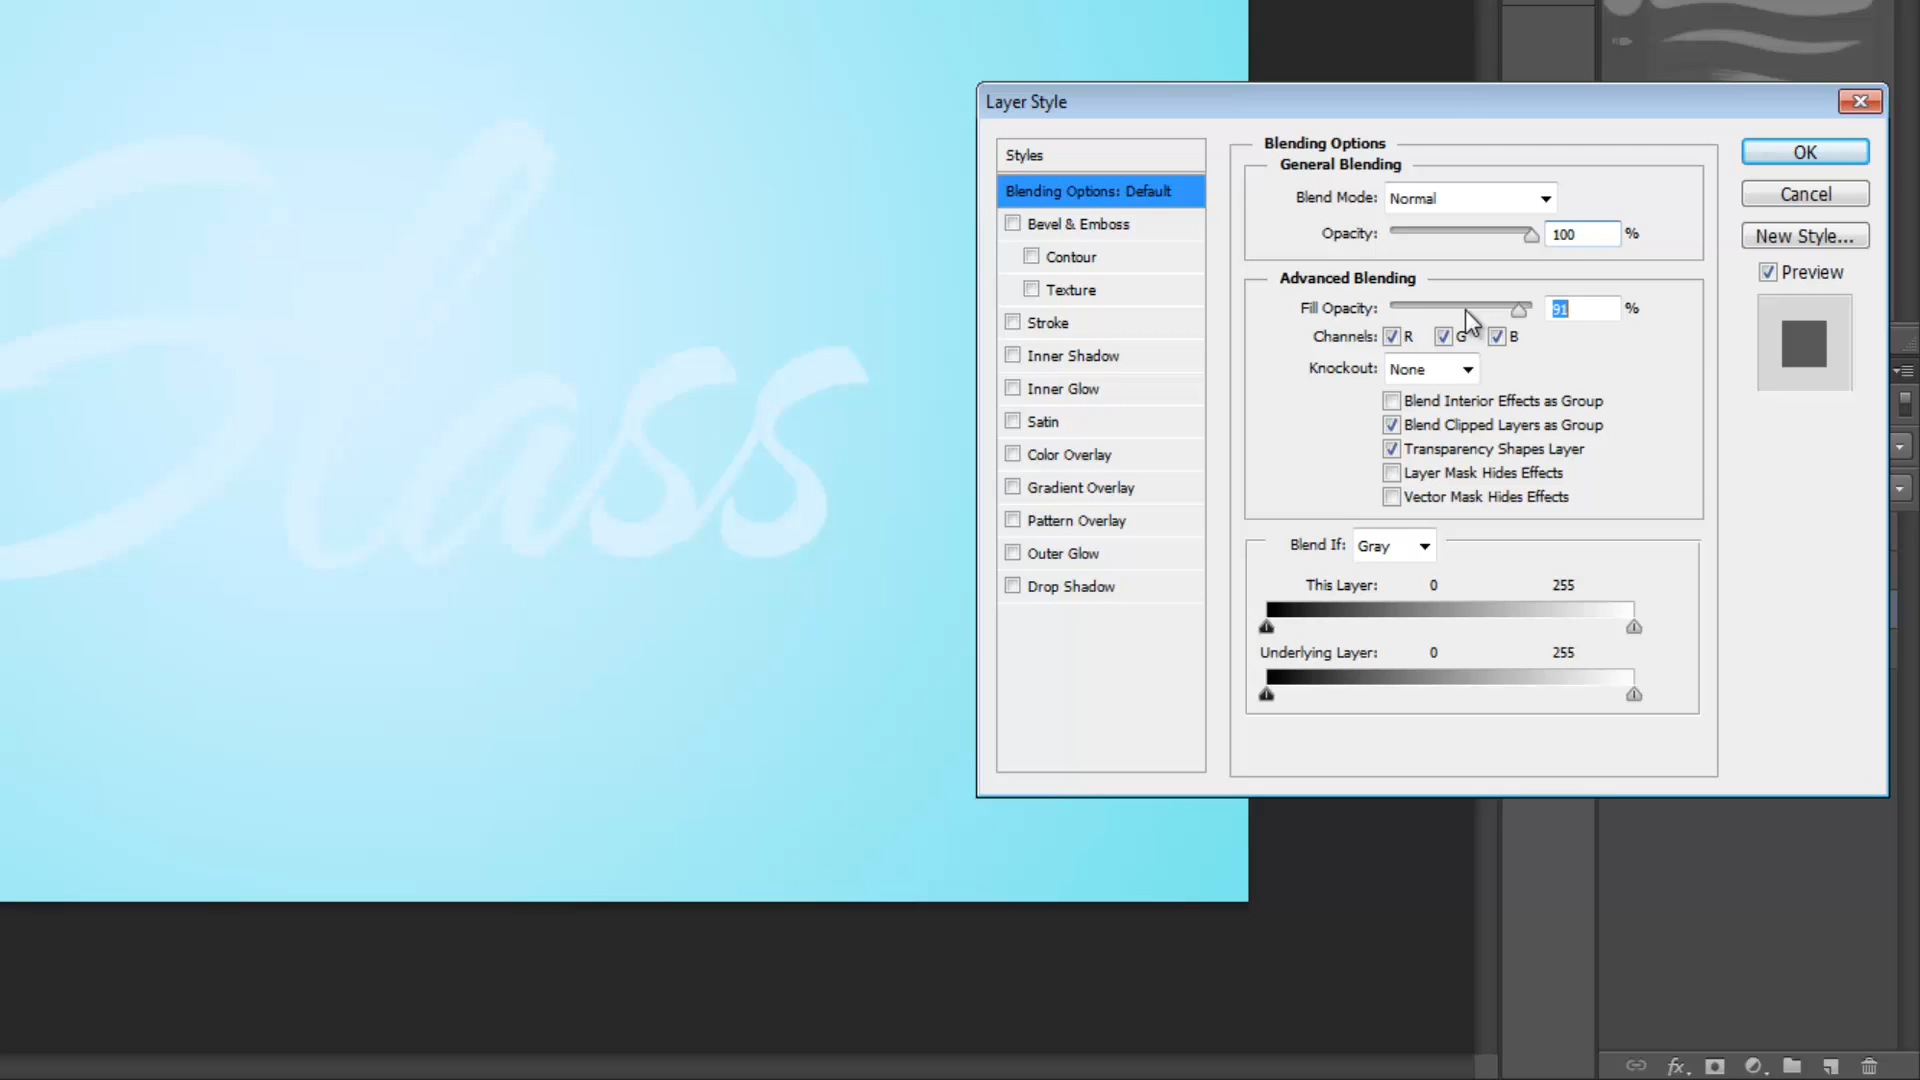 Glass
Layer Style
Styles
Blending Options: Default
Bevel & Emboss
Contour
Texture
Stroke
Inner Shadow
Inner Glow
Satin
Color Overlay
Gradient Overlay
Pattern Overlay
Outer Glow
Drop Shadow
Blending Options
General Blending
Blend Mode: Normal
Opacity: 100 %
Advanced Blending
Fill Opacity: 91 %
Channels: R G B
Knockout: None
Blend Interior Effects as Group
Blend Clipped Layers as Group
Transparency Shapes Layer
Layer Mask Hides Effects
Vector Mask Hides Effects
Blend If: Gray
This Layer: 0 255
Underlying Layer: 0 255
OK
Cancel
New Style...
Preview
fx